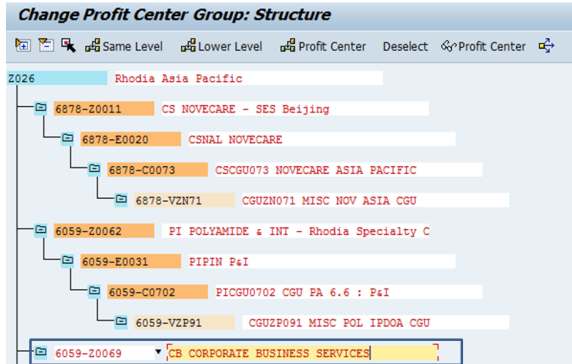 Change Profit Center Group: Structure
Same Level Lower Level Profit Center Deselect Profit Center
Z026 Rhodia Asia Pacific
6878-Z0011 CS NOVECARE - SES Beijing
6878-E0020 CSNAL NOVECARE
6878-C0073 CSCGU073 NOVECARE ASIA PACIFIC
6878-VZN71 CGUZN071 MISC NOV ASIA CGU
6059-Z0062 PI POLYAMIDE & INT - Rhodia Specialty C
6059-E0031 PIPIN P&I
6059-C0702 PICGU0702 CGU PA 6.6 : P&I
6059-VZP91 CGUZP091 MISC POL IPDOA CGU
6059-Z0069 CB CORPORATE BUSINESS SERVICES